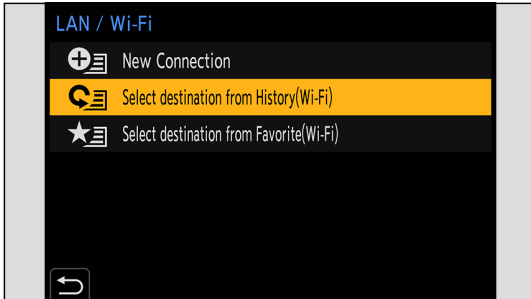 LAN / Wi-Fi
New Connection
Select destination from History(Wi-Fi)
Select destination from Favorite(Wi-Fi)